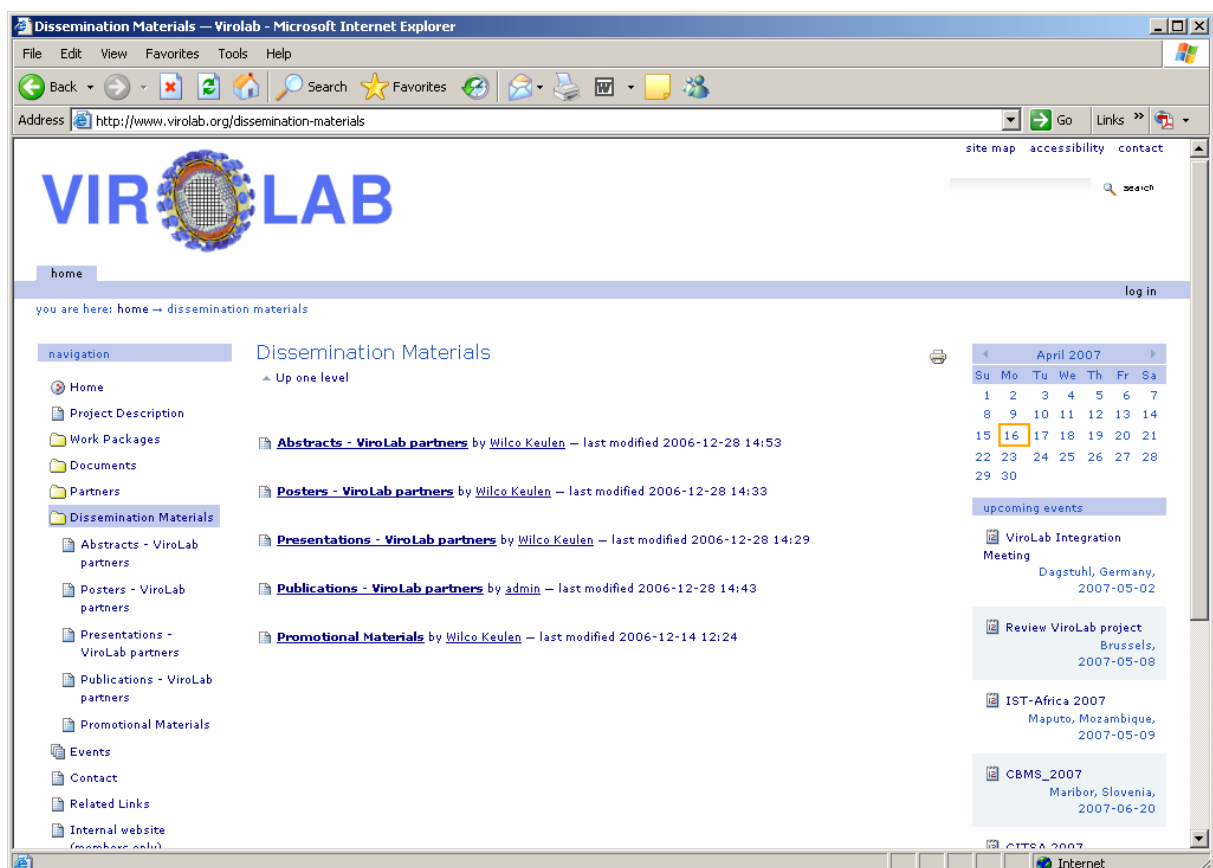 Dissemination Materials — Virolab - Microsoft Internet Explorer
File Edit View Favorites Tools Help
Back Search Favorites
Address http://www.virolab.org/dissemination-materials Go Links »
site map accessibility contact
VIROLAB
search
home
log in
you are here: home → dissemination materials
navigation
Home
Project Description
Work Packages
Documents
Partners
Dissemination Materials
Abstracts - ViroLab
partners
Posters - ViroLab
partners
Presentations -
ViroLab partners
Publications - ViroLab
partners
Promotional Materials
Events
Contact
Related Links
Internal website
(members only)
Dissemination Materials
Up one level
Abstracts - ViroLab partners by Wilco Keulen — last modified 2006-12-28 14:53
Posters - ViroLab partners by Wilco Keulen — last modified 2006-12-28 14:33
Presentations - ViroLab partners by Wilco Keulen — last modified 2006-12-28 14:29
Publications - ViroLab partners by admin — last modified 2006-12-28 14:43
Promotional Materials by Wilco Keulen — last modified 2006-12-14 12:24
April 2007
Su Mo Tu We Th Fr Sa
1 2 3 4 5 6 7
8 9 10 11 12 13 14
15 16 17 18 19 20 21
22 23 24 25 26 27 28
29 30
upcoming events
ViroLab Integration
Meeting
Dagstuhl, Germany,
2007-05-02
Review ViroLab project
Brussels,
2007-05-08
IST-Africa 2007
Maputo, Mozambique,
2007-05-09
CBMS_2007
Maribor, Slovenia,
2007-06-20
CITSA 2007
Internet